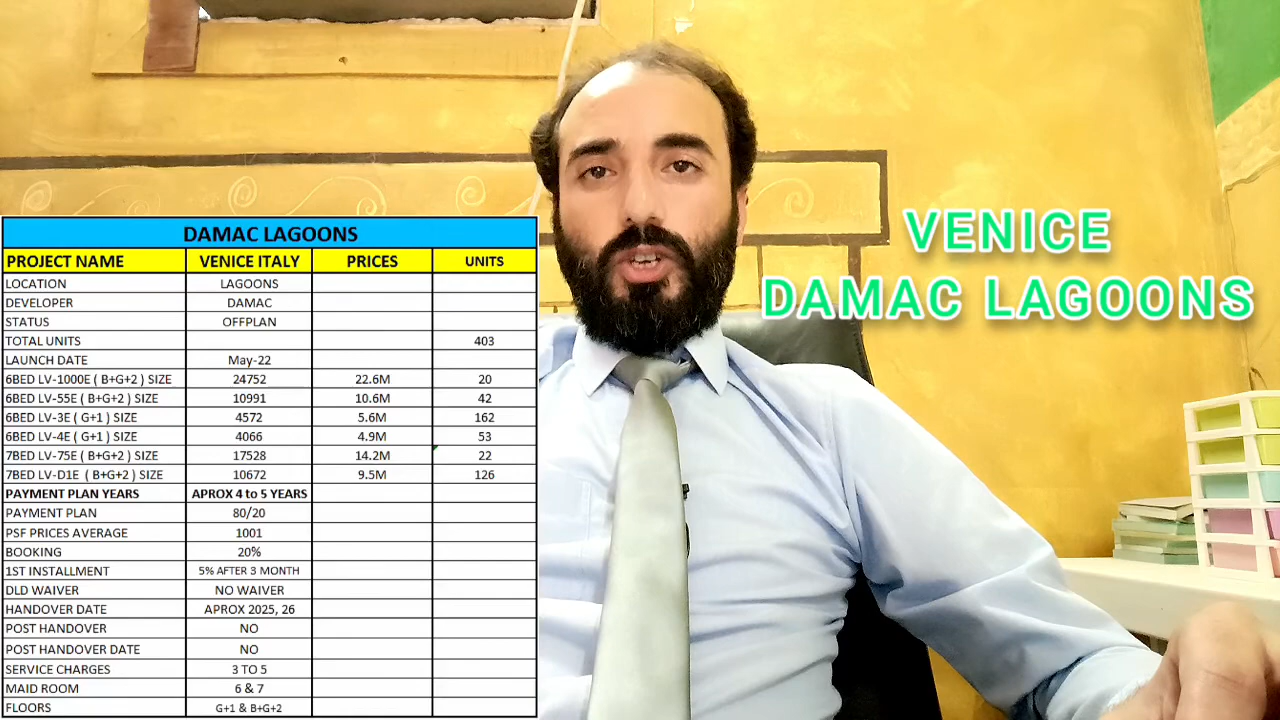 DAMAC LAGOONS
PROJECT NAME VENICE ITALY PRICES UNITS
LOCATION LAGOONS
DEVELOPER DAMAC
STATUS OFFPLAN
TOTAL UNITS 403
LAUNCH DATE May-22
6BED LV-1000E ( B+G+2 ) SIZE 24752 22.6M 20
6BED LV-55E ( B+G+2 ) SIZE 10991 10.6M 42
6BED LV-3E ( G+1 ) SIZE 4572 5.6M 162
6BED LV-4E ( G+1 ) SIZE 4066 4.9M 53
7BED LV-75E ( B+G+2 ) SIZE 17528 14.2M 22
7BED LV-D1E ( B+G+2 ) SIZE 10672 9.5M 126
PAYMENT PLAN YEARS APROX 4 to 5 YEARS
PAYMENT PLAN 80/20
PSF PRICES AVERAGE 1001
BOOKING 20%
1ST INSTALLMENT 5% AFTER 3 MONTH
DLD WAIVER NO WAIVER
HANDOVER DATE APROX 2025, 26
POST HANDOVER NO
POST HANDOVER DATE NO
SERVICE CHARGES 3 TO 5
MAID ROOM 6 & 7
FLOORS G+1 & B+G+2
VENICE
DAMAC LAGOONS